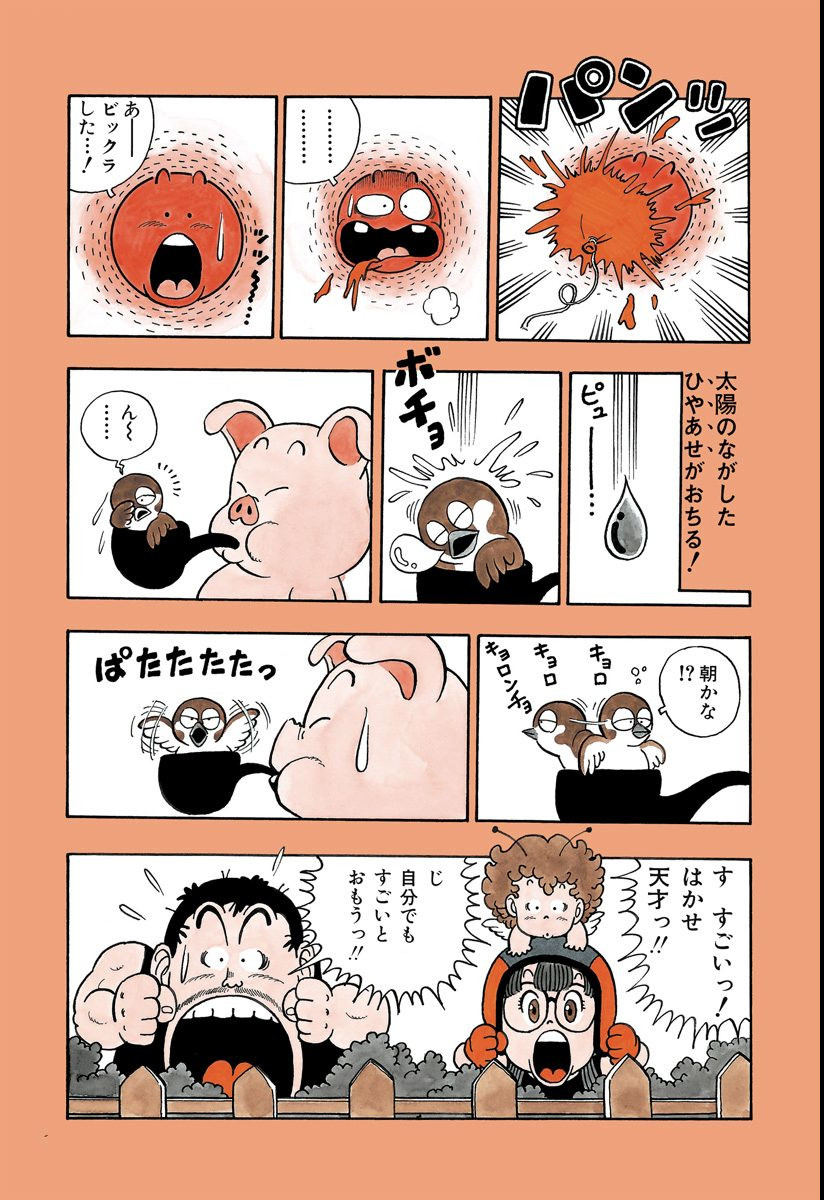 パンッ
………
………
あ――
ビックラ
した…！
ツツ～～…
太陽のながした
ひやあせがおちる！
ピュ――…
ボチョ
ん～
……
朝かな
!?
キョロ
キョロ
キョロンチョ
ぱたたたたっ
す すごいっ！
はかせ
天才っ!!
じ
自分でも
すごいと
おもうっ!!